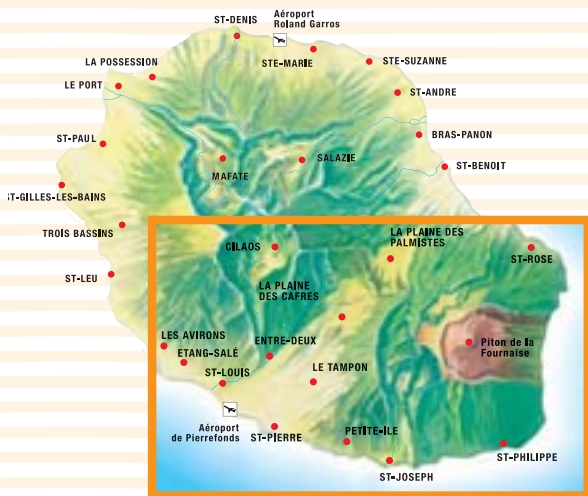 ST-DENIS
Aéroport
Roland Garros
STE-MARIE
STE-SUZANNE
LA POSSESSION
LE PORT
ST-ANDRE
BRAS-PANON
ST-PAUL
SALAZIE
ST-BENOIT
MAFATE
ST-GILLES-LES-BAINS
TROIS BASSINS
LA PLAINE DES
PALMISTES
CILAOS
ST-ROSE
ST-LEU
LA PLAINE
DES CAFRES
LES AVIRONS
ENTRE-DEUX
Piton de la
Fournaise
ETANG-SALÉ
ST-LOUIS
LE TAMPON
Aéroport
de Pierrefonds
ST-PIERRE
PETITE-ÎLE
ST-PHILIPPE
ST-JOSEPH